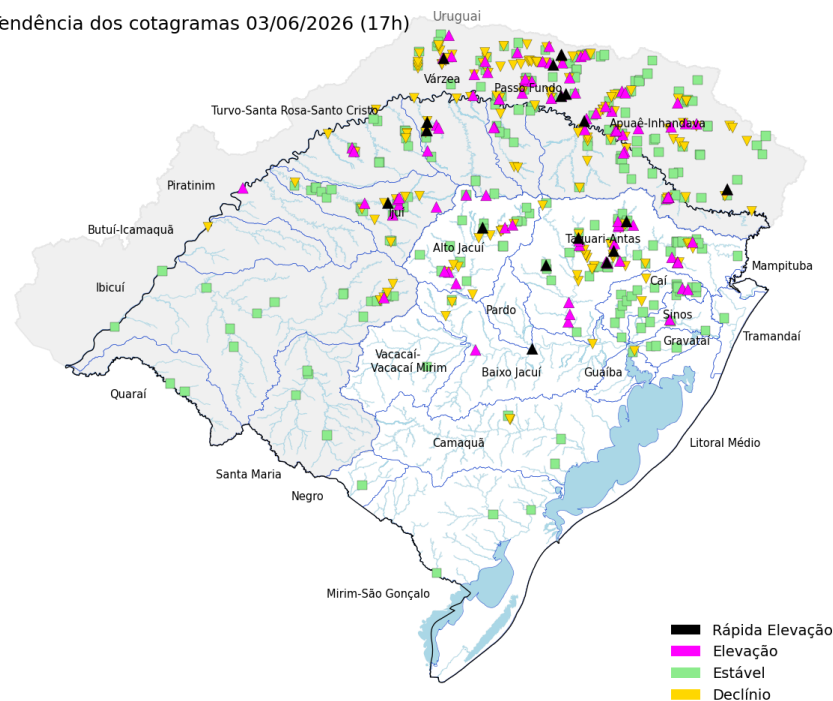 endência dos cotagramas 03/06/2026 (17h)
Uruguai
Várzea
Passo Fundo
Turvo-Santa Rosa-Santo Cristo
Apuaê-Inhandava
Piratinim
Ijuí
Butuí-Icamaquã
Alto Jacuí
Taquari-Antas
Mampituba
Ibicuí
Caí
Pardo
Sinos
Tramandaí
Gravataí
Vacacaí-
Vacacaí Mirim
Baixo Jacuí
Guaíba
Quaraí
Camaquã
Litoral Médio
Santa Maria
Negro
Mirim-São Gonçalo
Rápida Elevação
Elevação
Estável
Declínio